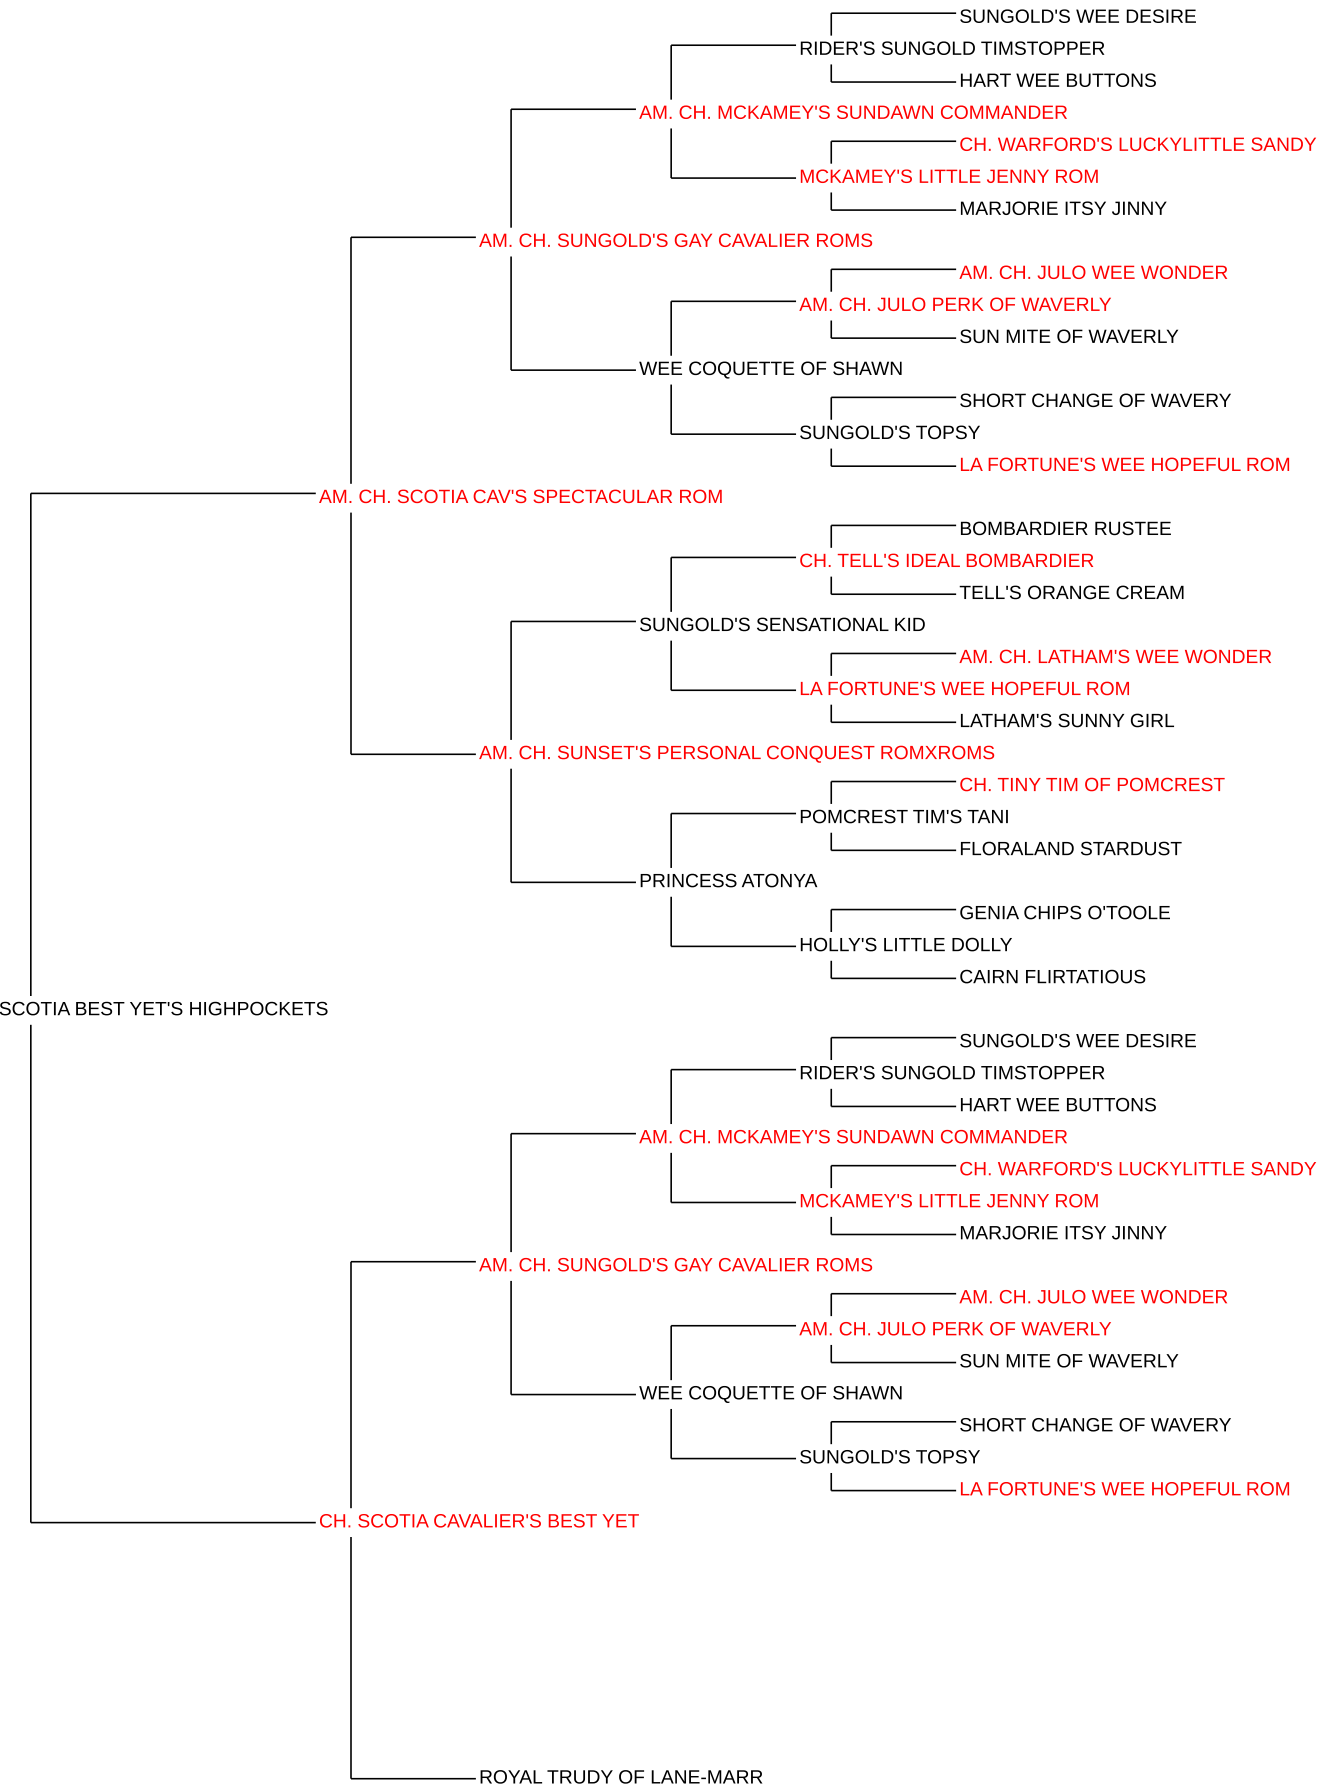 SUNGOLD'S WEE DESIRE
RIDER'S SUNGOLD TIMSTOPPER
HART WEE BUTTONS
AM. CH. MCKAMEY'S SUNDAWN COMMANDER
CH. WARFORD'S LUCKYLITTLE SANDY
MCKAMEY'S LITTLE JENNY ROM
MARJORIE ITSY JINNY
AM. CH. SUNGOLD'S GAY CAVALIER ROMS
AM. CH. JULO WEE WONDER
AM. CH. JULO PERK OF WAVERLY
SUN MITE OF WAVERLY
WEE COQUETTE OF SHAWN
SHORT CHANGE OF WAVERY
SUNGOLD'S TOPSY
LA FORTUNE'S WEE HOPEFUL ROM
AM. CH. SCOTIA CAV'S SPECTACULAR ROM
BOMBARDIER RUSTEE
CH. TELL'S IDEAL BOMBARDIER
TELL'S ORANGE CREAM
SUNGOLD'S SENSATIONAL KID
AM. CH. LATHAM'S WEE WONDER
LA FORTUNE'S WEE HOPEFUL ROM
LATHAM'S SUNNY GIRL
AM. CH. SUNSET'S PERSONAL CONQUEST ROMXROMS
CH. TINY TIM OF POMCREST
POMCREST TIM'S TANI
FLORALAND STARDUST
PRINCESS ATONYA
GENIA CHIPS O'TOOLE
HOLLY'S LITTLE DOLLY
CAIRN FLIRTATIOUS
SCOTIA BEST YET'S HIGHPOCKETS
SUNGOLD'S WEE DESIRE
RIDER'S SUNGOLD TIMSTOPPER
HART WEE BUTTONS
AM. CH. MCKAMEY'S SUNDAWN COMMANDER
CH. WARFORD'S LUCKYLITTLE SANDY
MCKAMEY'S LITTLE JENNY ROM
MARJORIE ITSY JINNY
AM. CH. SUNGOLD'S GAY CAVALIER ROMS
AM. CH. JULO WEE WONDER
AM. CH. JULO PERK OF WAVERLY
SUN MITE OF WAVERLY
WEE COQUETTE OF SHAWN
SHORT CHANGE OF WAVERY
SUNGOLD'S TOPSY
LA FORTUNE'S WEE HOPEFUL ROM
CH. SCOTIA CAVALIER'S BEST YET
ROYAL TRUDY OF LANE-MARR